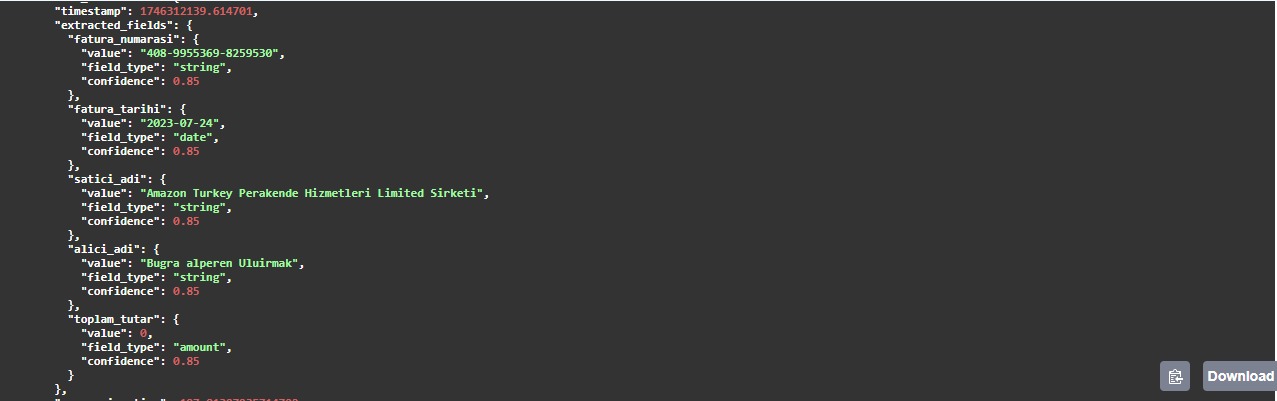 "timestamp": 1746312139.614701,
"extracted_fields": {
"fatura_numarasi": {
"value": "408-9955369-8259530",
"field_type": "string",
"confidence": 0.85
},
"fatura_tarihi": {
"value": "2023-07-24",
"field_type": "date",
"confidence": 0.85
},
"satici_adi": {
"value": "Amazon Turkey Perakende Hizmetleri Limited Sirketi",
"field_type": "string",
"confidence": 0.85
},
"alici_adi": {
"value": "Bugra alperen Uluirmak",
"field_type": "string",
"confidence": 0.85
},
"toplam_tutar": {
"value": 0,
"field_type": "amount",
"confidence": 0.85
}
},
Download